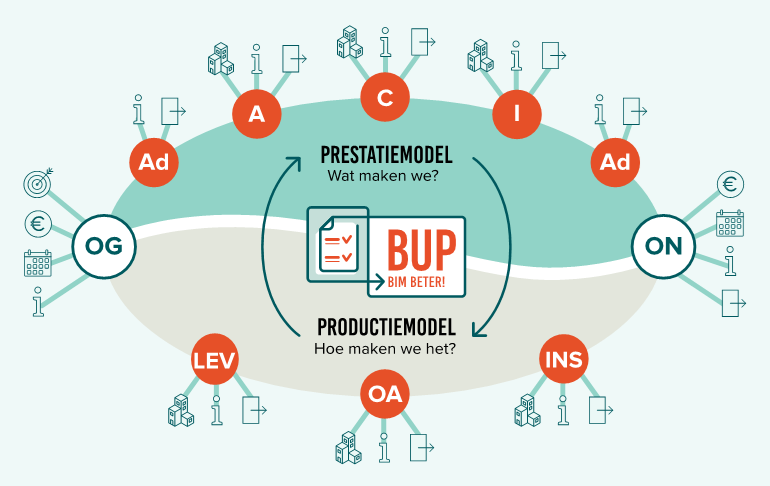 C
A
I
Ad
Ad
PRESTATIEMODEL
Wat maken we?
OG
BUP
BIM BETER!
ON
PRODUCTIEMODEL
Hoe maken we het?
LEV
INS
OA